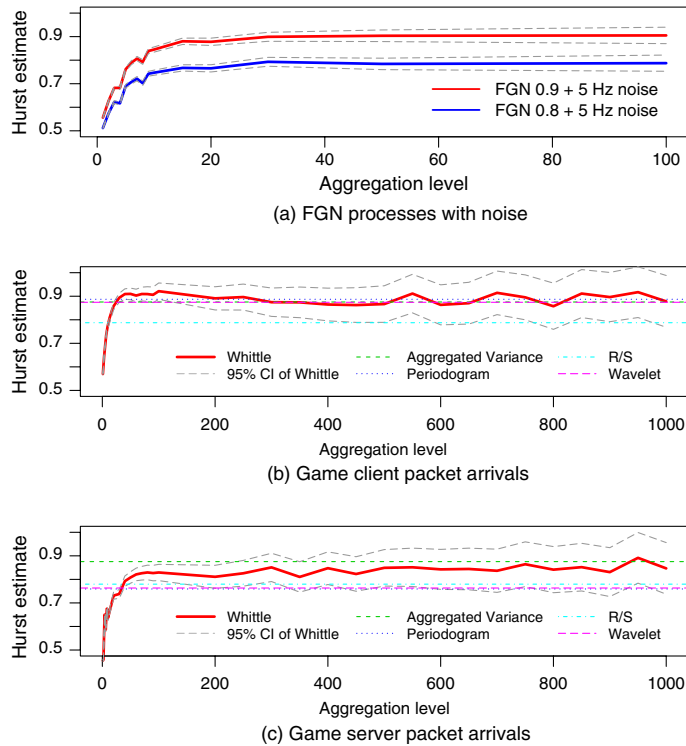 Hurst estimate
0.9
0.7
0.5
FGN 0.9 + 5 Hz noise
FGN 0.8 + 5 Hz noise
0 20 40 60 80 100
Aggregation level
(a) FGN processes with noise
Hurst estimate
0.9
0.7
0.5
Whittle Aggregated Variance R/S
95% CI of Whittle Periodogram Wavelet
0 200 400 600 800 1000
Aggregation level
(b) Game client packet arrivals
Hurst estimate
0.9
0.7
0.5
Whittle Aggregated Variance R/S
95% CI of Whittle Periodogram Wavelet
0 200 400 600 800 1000
Aggregation level
(c) Game server packet arrivals